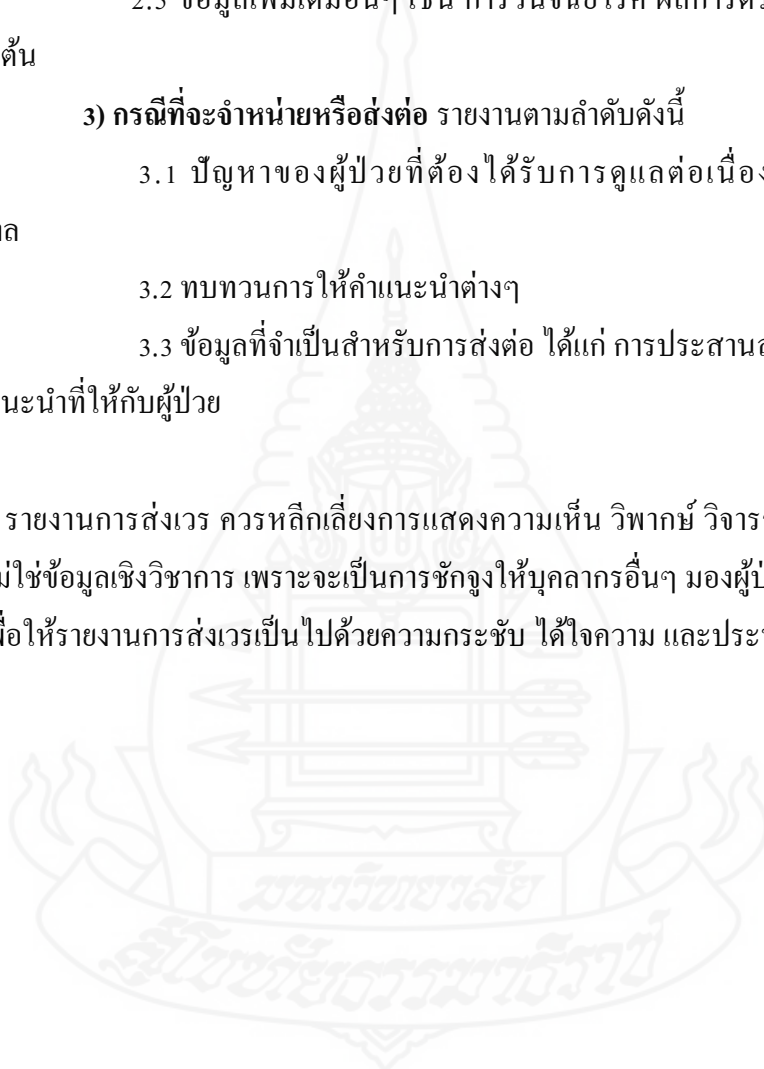 2.5 ข้อมูลเพิ่มเติมอื่นๆ เช่น การวินิจฉัยโรค ผลการตรว
ต้น
3) กรณีที่จะจำหน่ายหรือส่งต่อ รายงานตามลำดับดังนี้
3.1 ปัญหาของผู้ป่วยที่ต้องได้รับการดูแลต่อเนื่อง
ล
3.2 ทบทวนการให้คำแนะนำต่างๆ
3.3 ข้อมูลที่จำเป็นสำหรับการส่งต่อ ได้แก่ การประสาน
นะนำที่ให้กับผู้ป่วย
รายงานการส่งเวร ควรหลีกเลี่ยงการแสดงความเห็น วิพากษ์ วิจารณ
ม่ใช่ข้อมูลเชิงวิชาการ เพราะจะเป็นการชักจูงให้บุคลากรอื่นๆ มองผู้ป
พื่อให้รายงานการส่งเวรเป็นไปด้วยความกระชับ ได้ใจความ และประ
มหาวิทยาลัย
สุโขทัยธรรมาธิราช